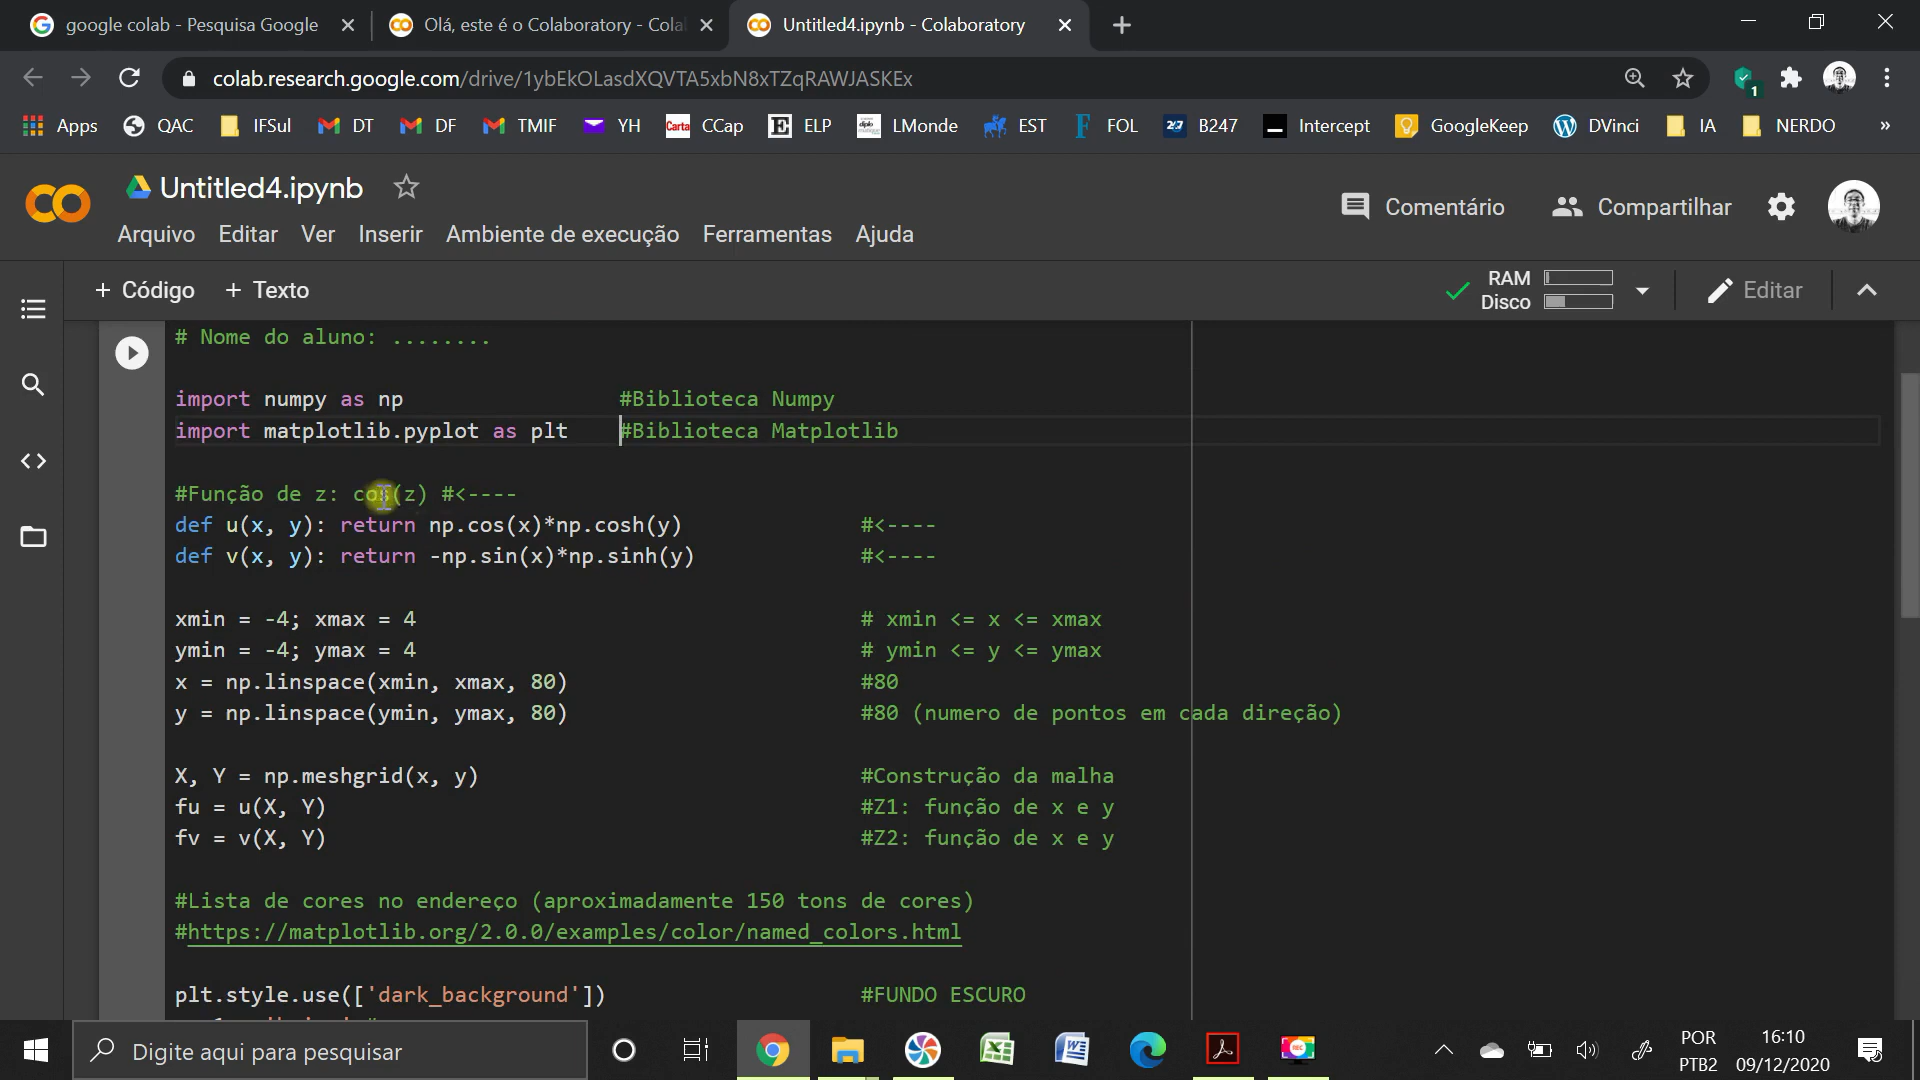 google colab - Pesquisa Google
Olá, este é o Colaboratory - Cola
Untitled4.ipynb - Colaboratory
colab.research.google.com/drive/1ybEkOLasdXQVTA5xbN8xTZqRAWJASKEx
1
Apps QAC IFSul DT DF TMIF YH Carta CCap E ELP LMonde EST F FOL 247 B247 Intercept GoogleKeep DVinci IA NERDO »
Untitled4.ipynb
Comentário Compartilhar
Arquivo Editar Ver Inserir Ambiente de execução Ferramentas Ajuda
+ Código + Texto
RAM
Disco
Editar
# Nome do aluno: ........
import numpy as np #Biblioteca Numpy
import matplotlib.pyplot as plt #Biblioteca Matplotlib
#Função de z: cos(z) #<----
def u(x, y): return np.cos(x)*np.cosh(y) #<----
def v(x, y): return -np.sin(x)*np.sinh(y) #<----
xmin = -4; xmax = 4 # xmin <= x <= xmax
ymin = -4; ymax = 4 # ymin <= y <= ymax
x = np.linspace(xmin, xmax, 80) #80
y = np.linspace(ymin, ymax, 80) #80 (numero de pontos em cada direção)
X, Y = np.meshgrid(x, y) #Construção da malha
fu = u(X, Y) #Z1: função de x e y
fv = v(X, Y) #Z2: função de x e y
#Lista de cores no endereço (aproximadamente 150 tons de cores)
#https://matplotlib.org/2.0.0/examples/color/named_colors.html
plt.style.use(['dark_background']) #FUNDO ESCURO
Digite aqui para pesquisar
POR
PTB2
16:10
09/12/2020